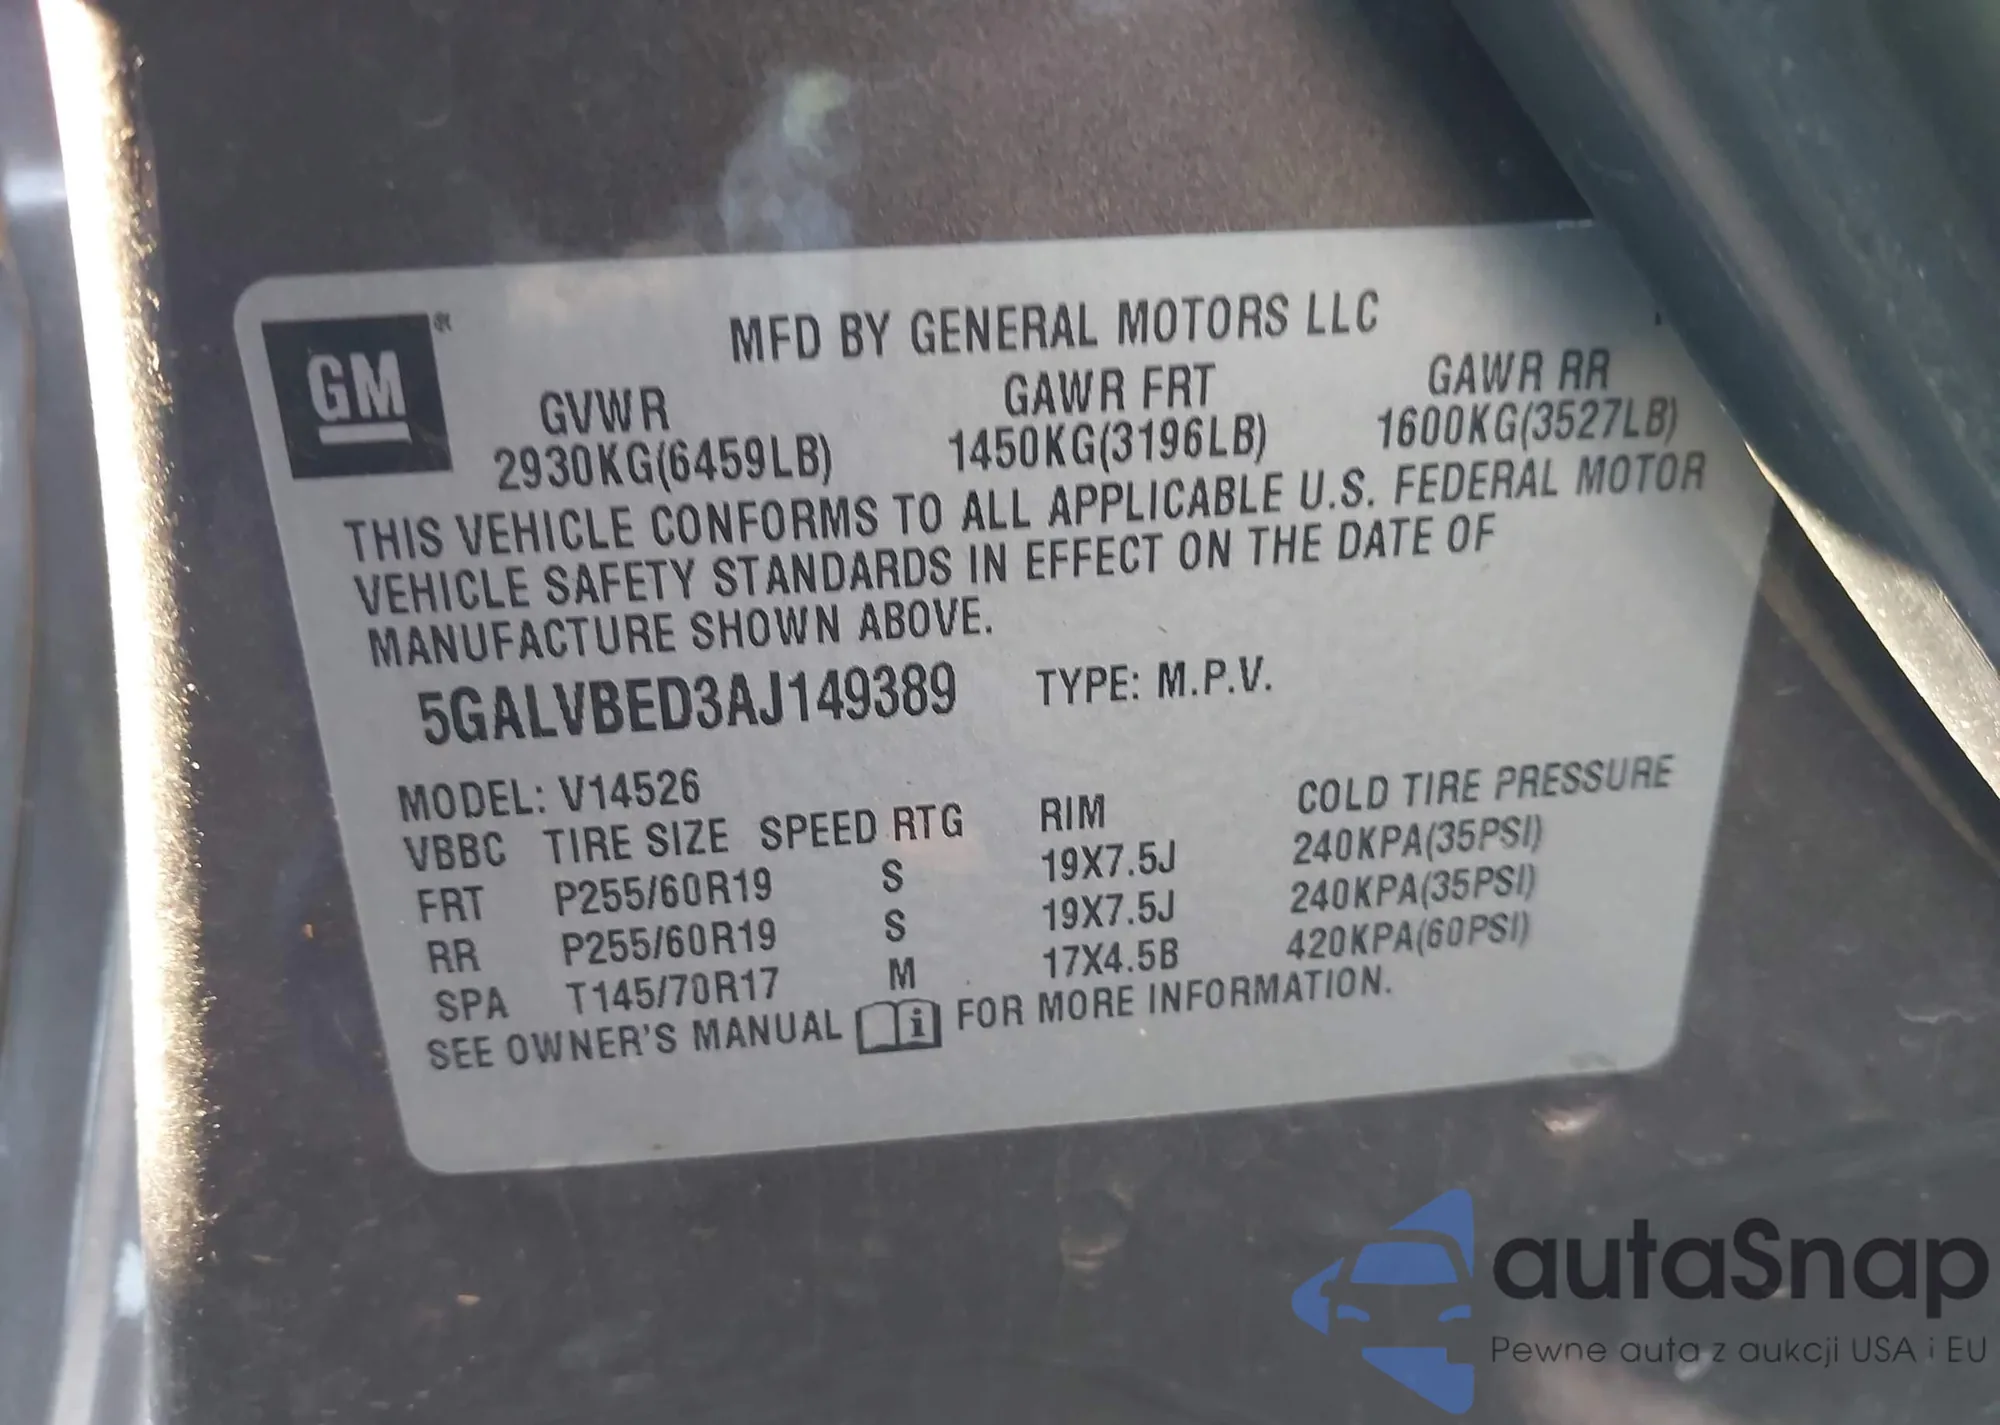 MFD BY GENERAL MOTORS LLC
GM
GVWR GAWR FRT GAWR RR
2930KG(6459LB) 1450KG(3196LB) 1600KG(3527LB)
THIS VEHICLE CONFORMS TO ALL APPLICABLE U.S. FEDERAL MOTOR
VEHICLE SAFETY STANDARDS IN EFFECT ON THE DATE OF
MANUFACTURE SHOWN ABOVE.
5GALVBED3AJ149389 TYPE: M.P.V.
MODEL: V14526
VBBC TIRE SIZE SPEED RTG RIM COLD TIRE PRESSURE
FRT P255/60R19 S 19X7.5J 240KPA(35PSI)
RR P255/60R19 S 19X7.5J 240KPA(35PSI)
SPA T145/70R17 M 17X4.5B 420KPA(60PSI)
SEE OWNER'S MANUAL i FOR MORE INFORMATION.
autaSnap
Pewne auta z aukcji USA i EU